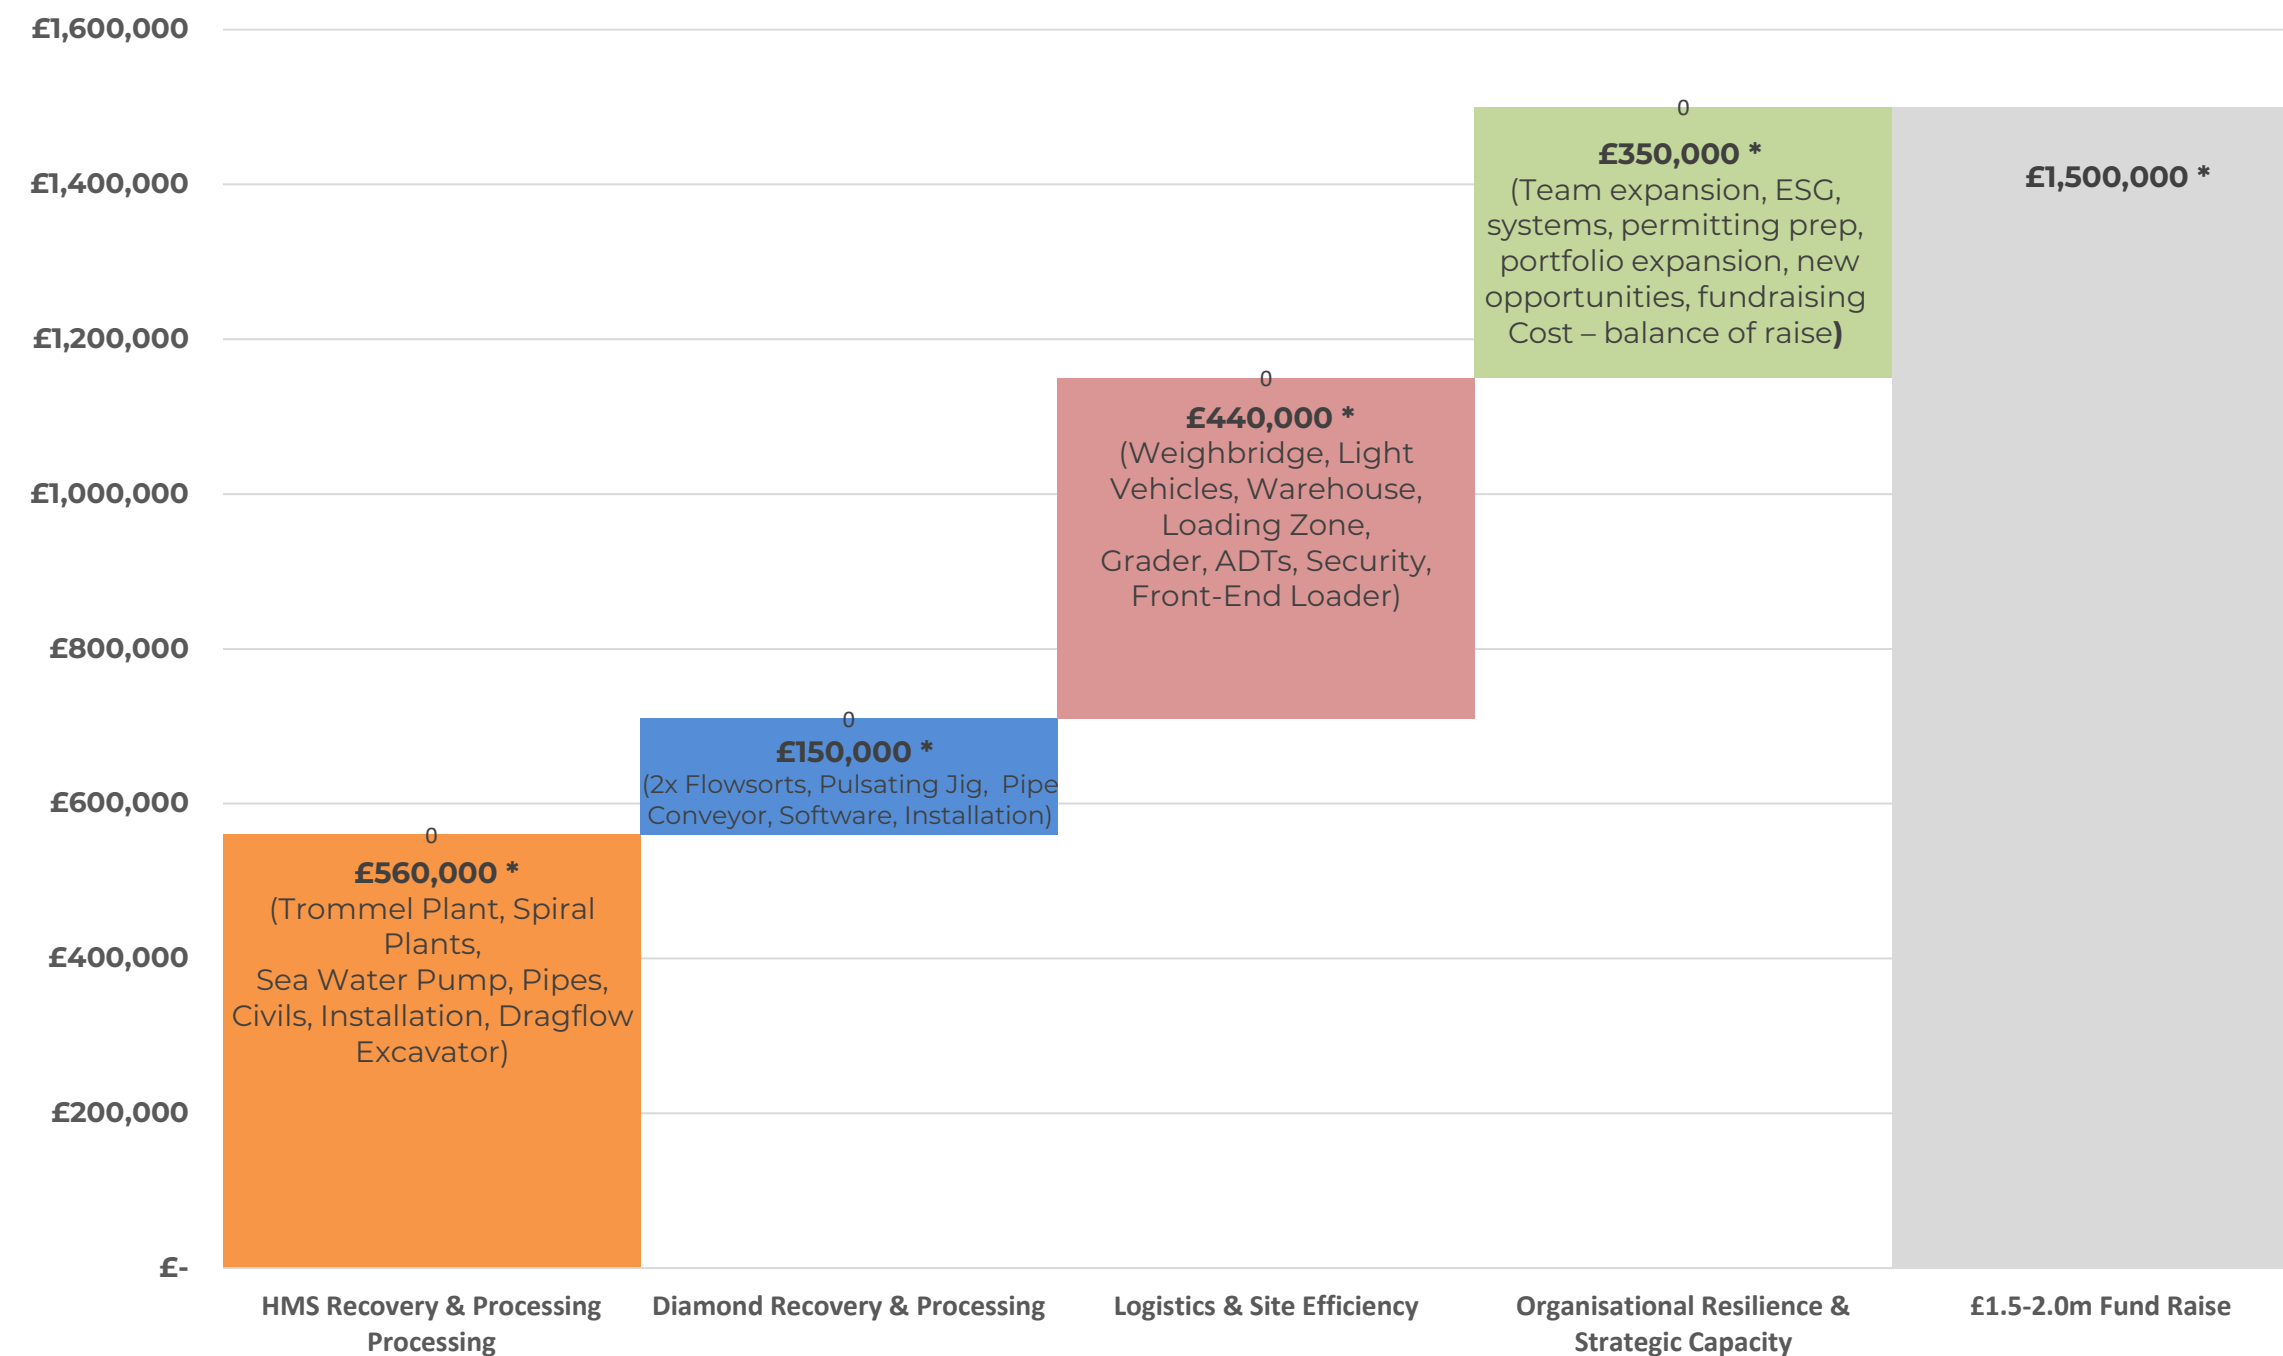 £1,600,000
£1,400,000
£1,200,000
£1,000,000
£800,000
£600,000
£400,000
£200,000
£-
0
£560,000 *
(Trommel Plant, Spiral
Plants,
Sea Water Pump, Pipes,
Civils, Installation, Dragflow
Excavator)
0
£150,000 *
(2x Flowsorts, Pulsating Jig, Pipe
Conveyor, Software, Installation)
0
£440,000 *
(Weighbridge, Light
Vehicles, Warehouse,
Loading Zone,
Grader, ADTs, Security,
Front-End Loader)
0
£350,000 *
(Team expansion, ESG,
systems, permitting prep,
portfolio expansion, new
opportunities, fundraising
Cost – balance of raise)
£1,500,000 *
HMS Recovery & Processing
Processing
Diamond Recovery & Processing
Logistics & Site Efficiency
Organisational Resilience &
Strategic Capacity
£1.5-2.0m Fund Raise